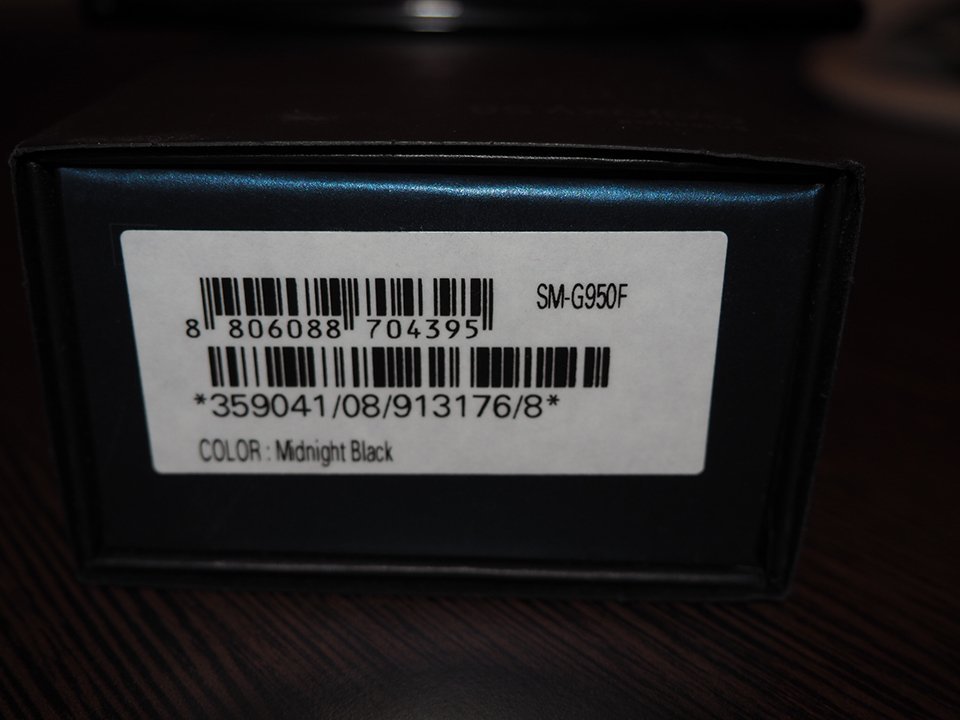 SM-G950F
8 806088 704395
*359041/08/913176/8*
COLOR : Midnight Black